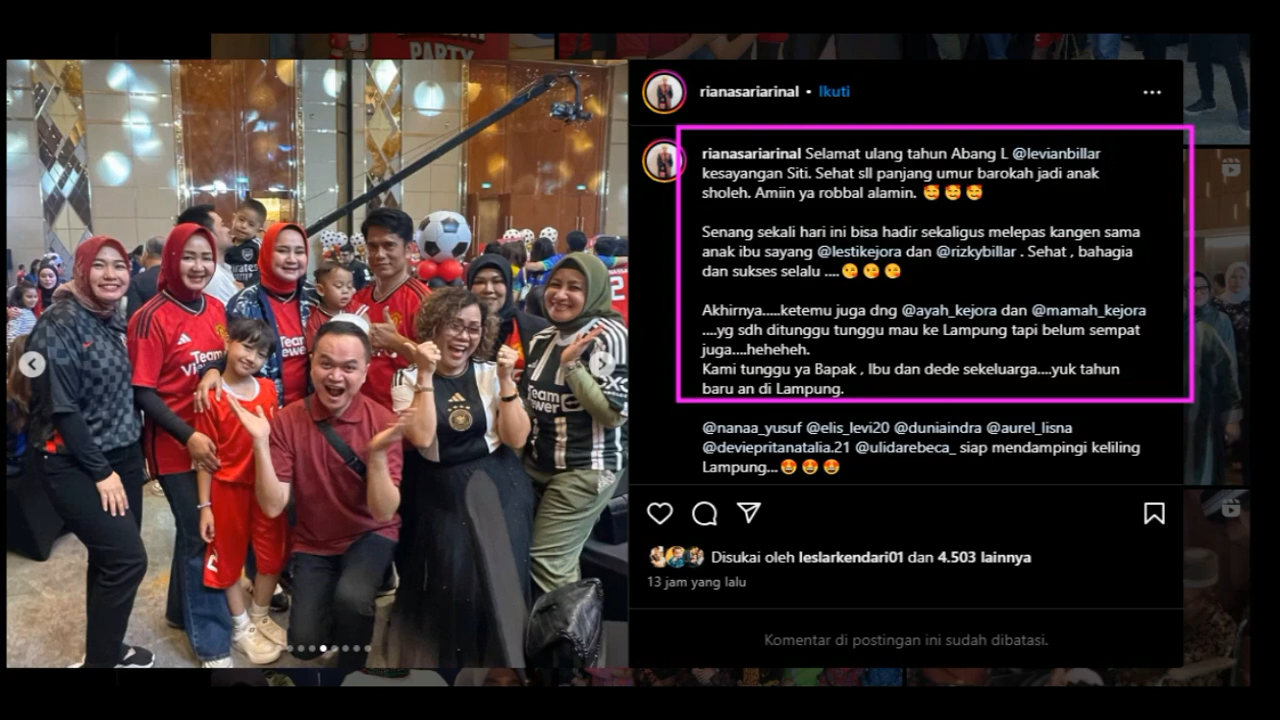 PARTY
rianasariarinal • Ikuti
rianasariarinal Selamat ulang tahun Abang L @levianbillar
kesayangan Siti. Sehat sll panjang umur barokah jadi anak
sholeh. Amiin ya robbal alamin. 🥰 🥰 🥰
Senang sekali hari ini bisa hadir sekaligus melepas kangen sama
anak ibu sayang @lestikejora dan @rizkybillar . Sehat , bahagia
dan sukses selalu ....😘 😘 😘
Akhirnya.....ketemu juga dng @ayah_kejora dan @mamah_kejora
....yg sdh ditunggu tunggu mau ke Lampung tapi belum sempat
juga....heheheh.
Kami tunggu ya Bapak , Ibu dan dede sekeluarga....yuk tahun
baru an di Lampung.
@nanaa_yusuf @elis_levi20 @duniaindra @aurel_lisna
@deviepritanatalia.21 @ulidarebeca_ siap mendampingi keliling
Lampung...😍 😍 😍
Disukai oleh leslarkendari01 dan 4.503 lainnya
13 jam yang lalu
Komentar di postingan ini sudah dibatasi.
Team
Team